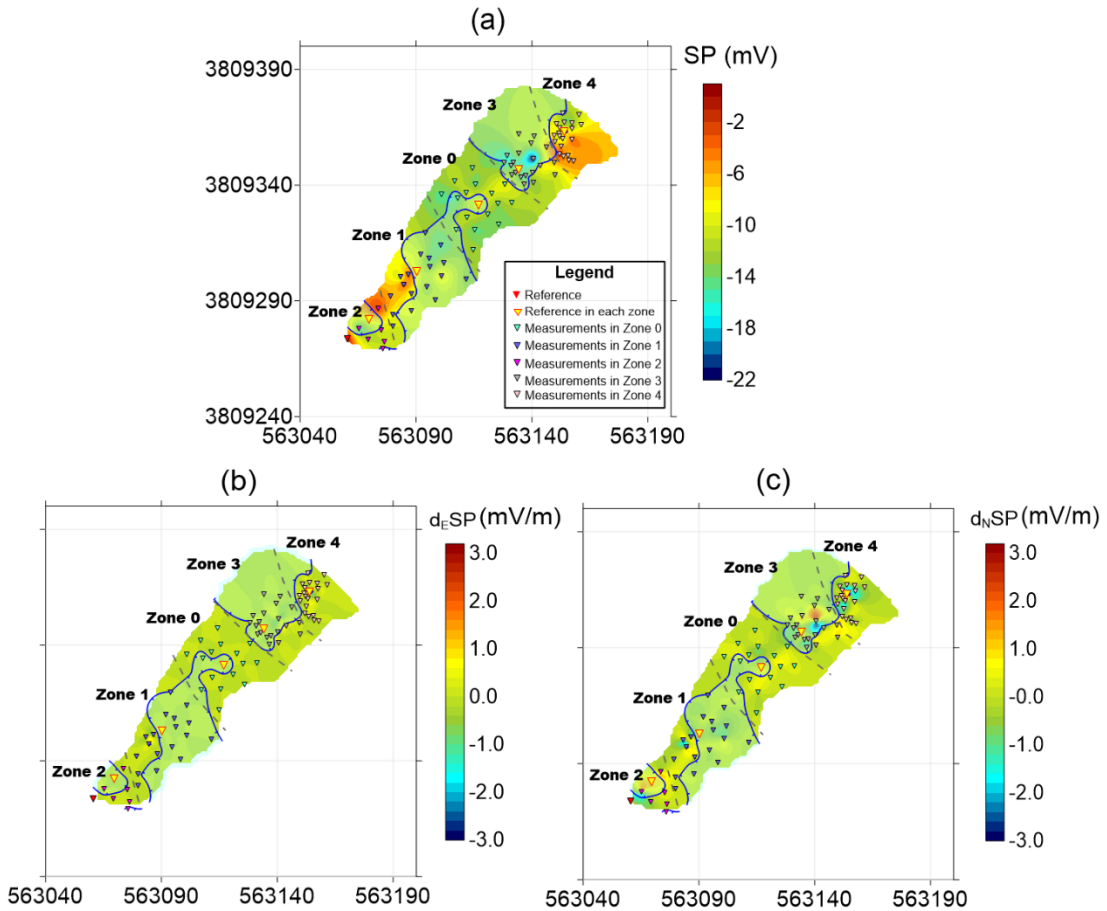 (a)
SP (mV)
3809390
3809340
3809290
3809240
563040 563090 563140 563190
Zone 4
Zone 3
Zone 0
Zone 1
Zone 2
-2
-6
-10
-14
-18
-22
Legend
Reference
Reference in each zone
Measurements in Zone 0
Measurements in Zone 1
Measurements in Zone 2
Measurements in Zone 3
Measurements in Zone 4
(b)
dESP (mV/m)
Zone 4
Zone 3
Zone 0
Zone 1
Zone 2
3.0
2.0
1.0
0.0
-1.0
-2.0
-3.0
563040 563090 563140 563190
(c)
dNSP (mV/m)
Zone 4
Zone 3
Zone 0
Zone 1
Zone 2
3.0
2.0
1.0
-0.0
-1.0
-2.0
-3.0
563040 563090 563140 563190